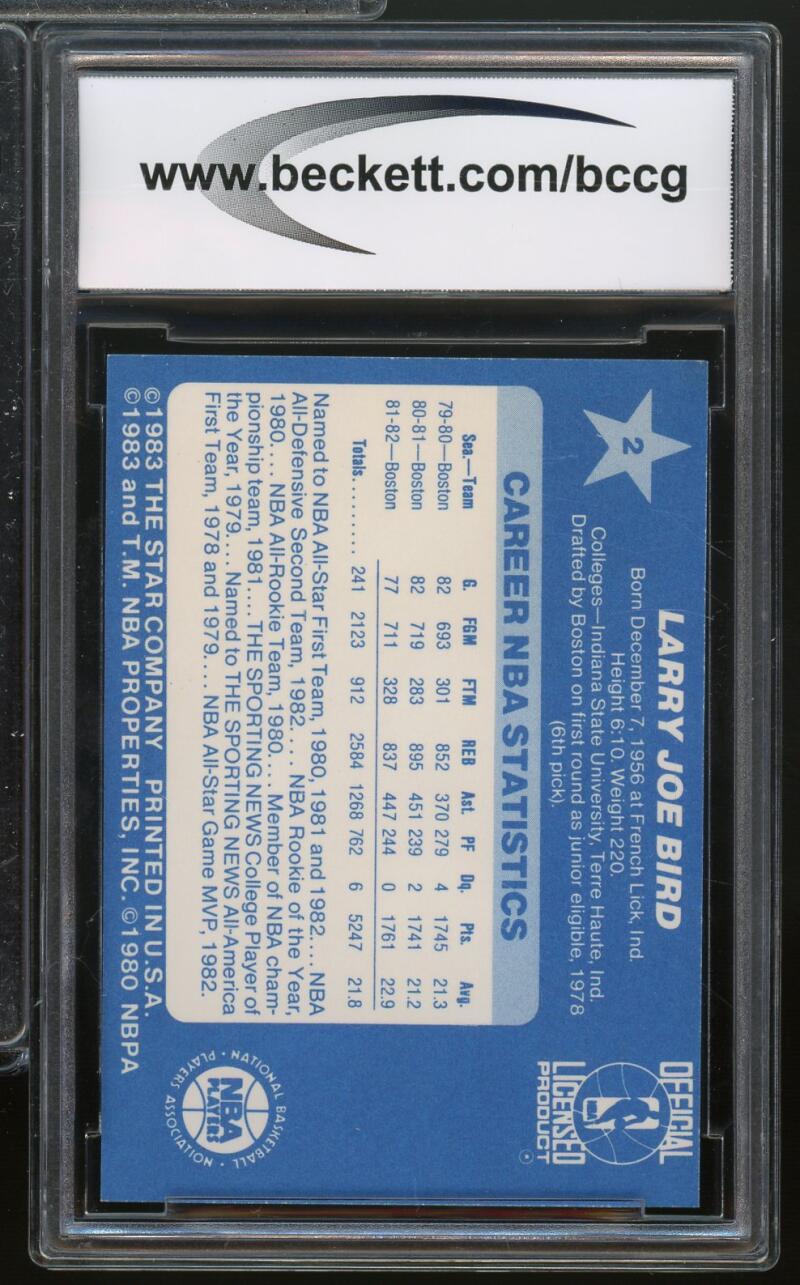 www.beckett.com/bccg
2
LARRY JOE BIRD
Born December 7, 1956 at French Lick, Ind.
Height 6:10. Weight 220.
Colleges—Indiana State University, Terre Haute, Ind.
Drafted by Boston on first round as junior eligible, 1978
(6th pick).
CAREER NBA STATISTICS
Sea.—Team G. FGM FTM REB Ast. PF Dq. Pts. Avg.
79-80—Boston 82 693 301 852 370 279 4 1745 21.3
80-81—Boston 82 719 283 895 451 239 2 1741 21.2
81-82—Boston 77 711 328 837 447 244 0 1761 22.9
Totals......... 241 2123 912 2584 1268 762 6 5247 21.8
Named to NBA All-Star First Team, 1980, 1981 and 1982.... NBA
All-Defensive Second Team, 1982.... NBA Rookie of the Year,
1980.... NBA All-Rookie Team, 1980.... Member of NBA cham-
pionship team, 1981.... THE SPORTING NEWS College Player of
the Year, 1979.... Named to THE SPORTING NEWS All-America
First Team, 1978 and 1979.... NBA All-Star Game MVP, 1982.
©1983 THE STAR COMPANY PRINTED IN U.S.A.
©1983 and T.M. NBA PROPERTIES, INC. ©1980 NBPA
OFFICIAL
LICENSED
PRODUCT
NATIONAL BASKETBALL
PLAYERS ASSOCIATION
NBA
PLAYERS